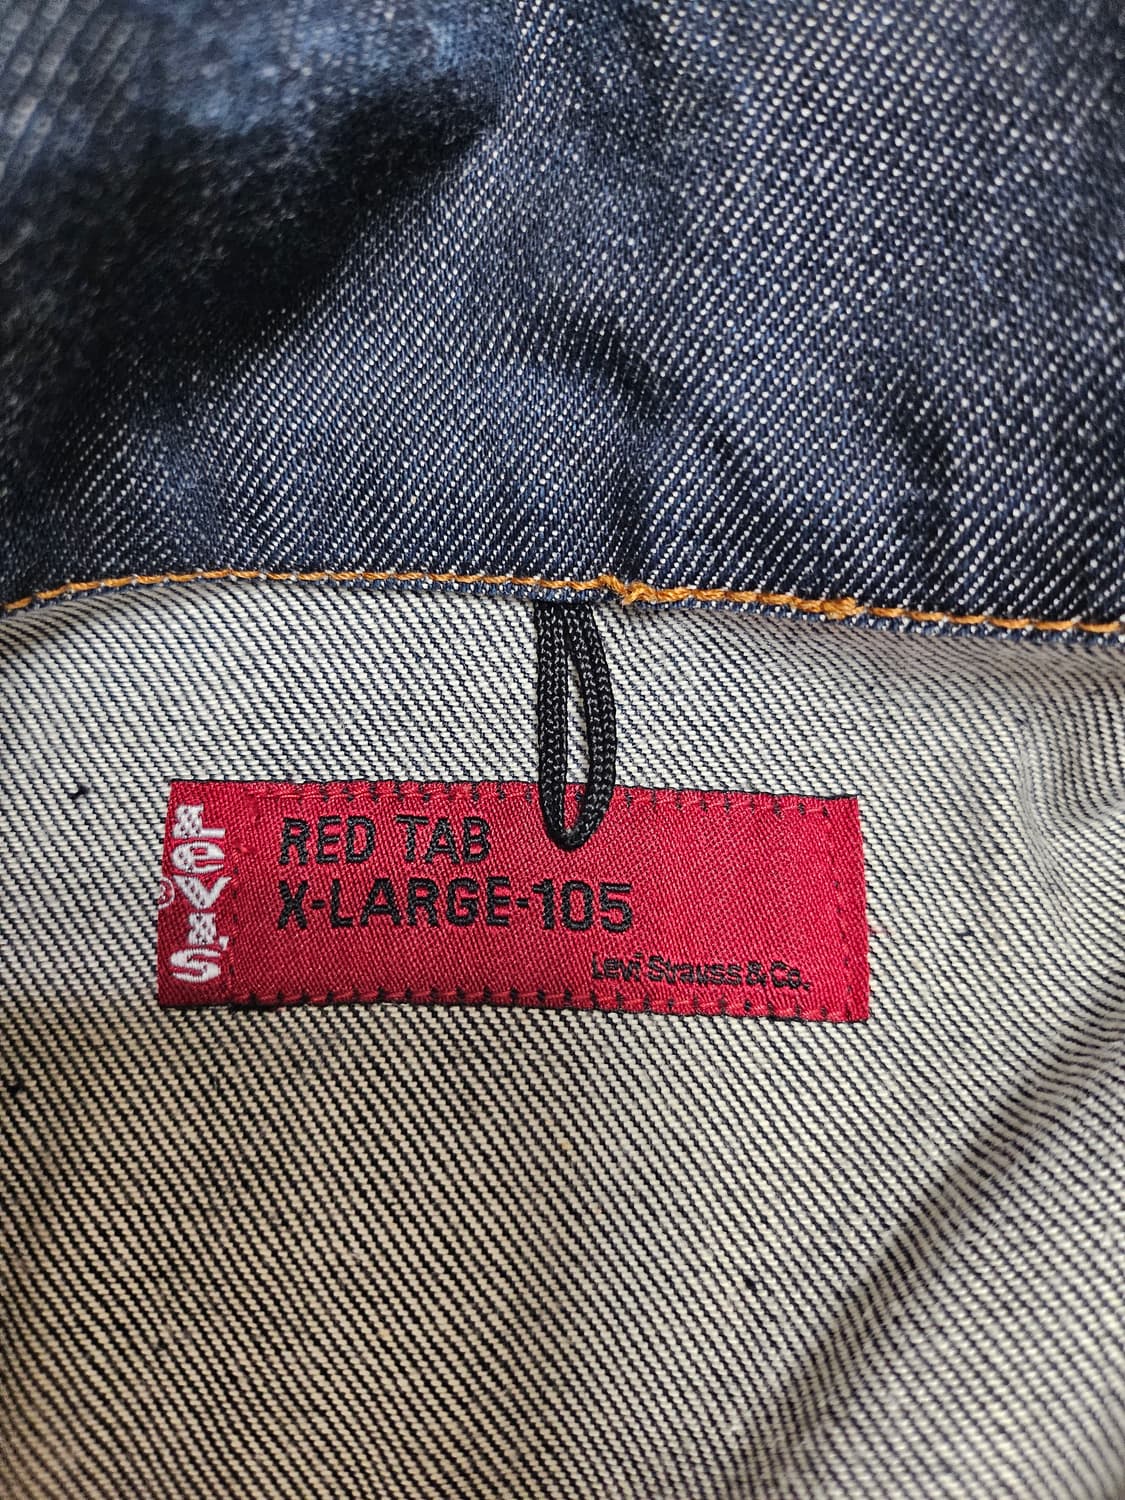 Levi's
®
RED TAB
X-LARGE-105
Levi Strauss & Co.